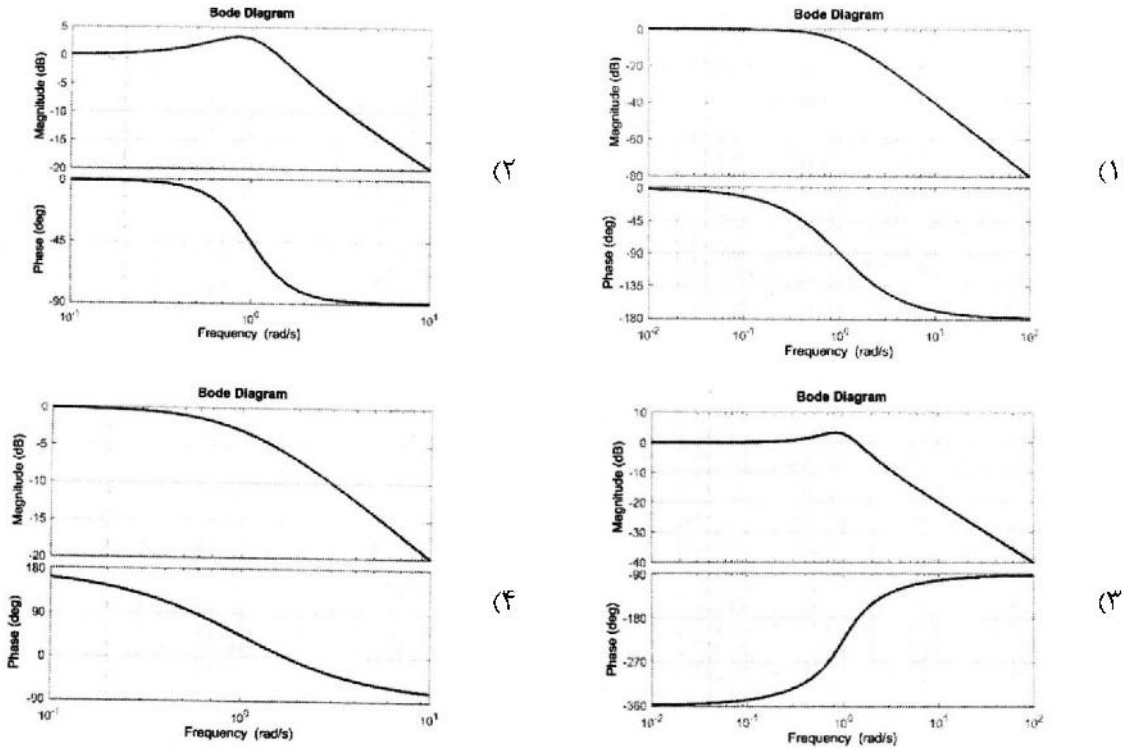 Bode Diagram
Magnitude (dB)
5
0
-5
-10
-15
-20
Phase (deg)
0
-45
-90
10⁻¹ 10⁰ 10¹
Frequency (rad/s)
(۲
Bode Diagram
Magnitude (dB)
0
-20
-40
-60
-80
Phase (deg)
0
-45
-90
-135
-180
10⁻² 10⁻¹ 10⁰ 10¹ 10²
Frequency (rad/s)
(۱
Bode Diagram
Magnitude (dB)
0
-5
-10
-15
-20
Phase (deg)
180
90
0
-90
10⁻¹ 10⁰ 10¹
Frequency (rad/s)
(۴
Bode Diagram
Magnitude (dB)
10
0
-10
-20
-30
-40
Phase (deg)
-90
-180
-270
-360
10⁻² 10⁻¹ 10⁰ 10¹ 10²
Frequency (rad/s)
(۳